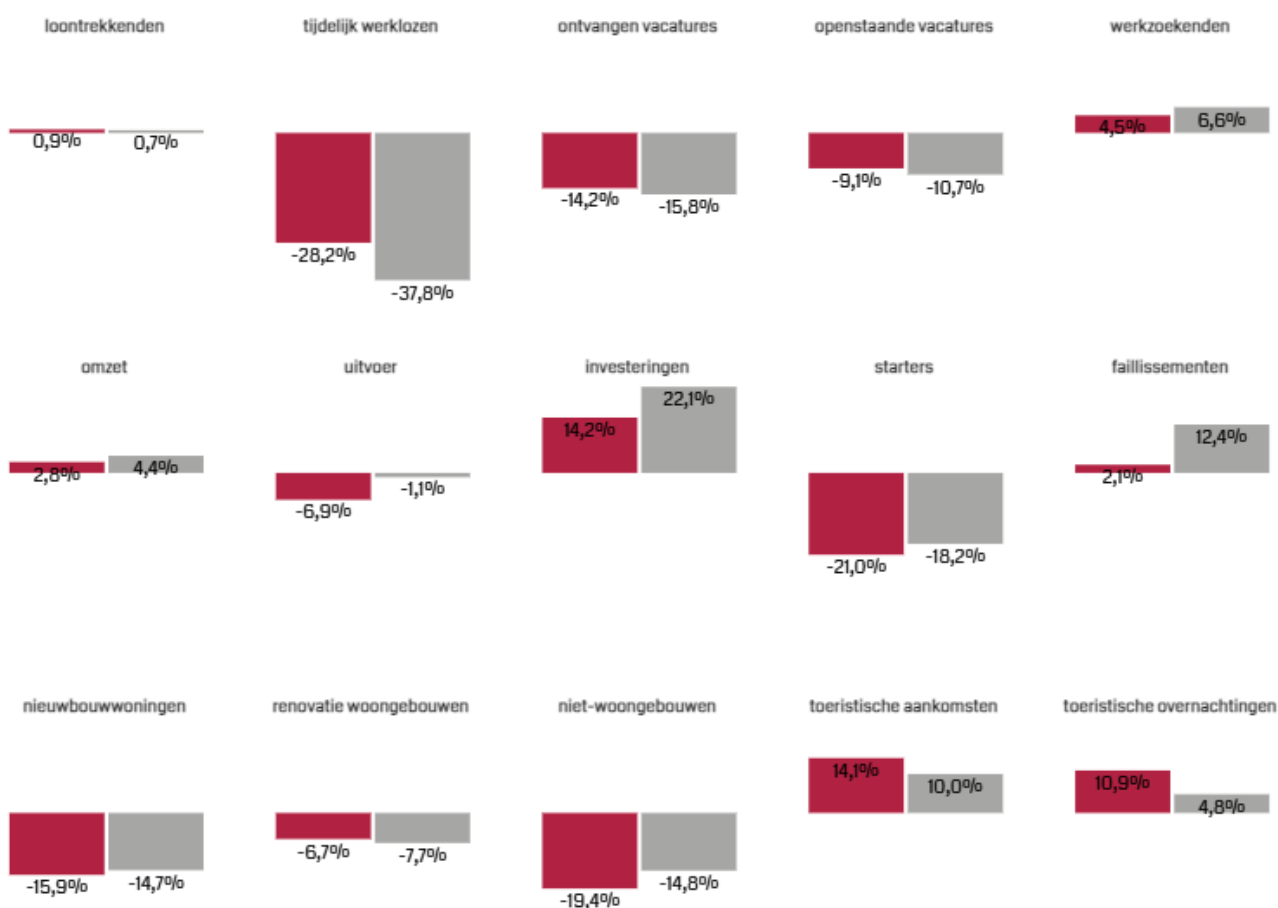 loontrekkenden tijdelijk werklozen ontvangen vacatures openstaande vacatures werkzoekenden
0,9% 0,7% -28,2% -37,8% -14,2% -15,8% -9,1% -10,7% 4,5% 6,6%
omzet uitvoer investeringen starters faillissementen
2,8% 4,4% -6,9% -1,1% 14,2% 22,1% -21,0% -18,2% 2,1% 12,4%
nieuwbouwwoningen renovatie woongebouwen niet-woongebouwen toeristische aankomsten toeristische overnachtingen
-15,9% -14,7% -6,7% -7,7% -19,4% -14,8% 14,1% 10,0% 10,9% 4,8%